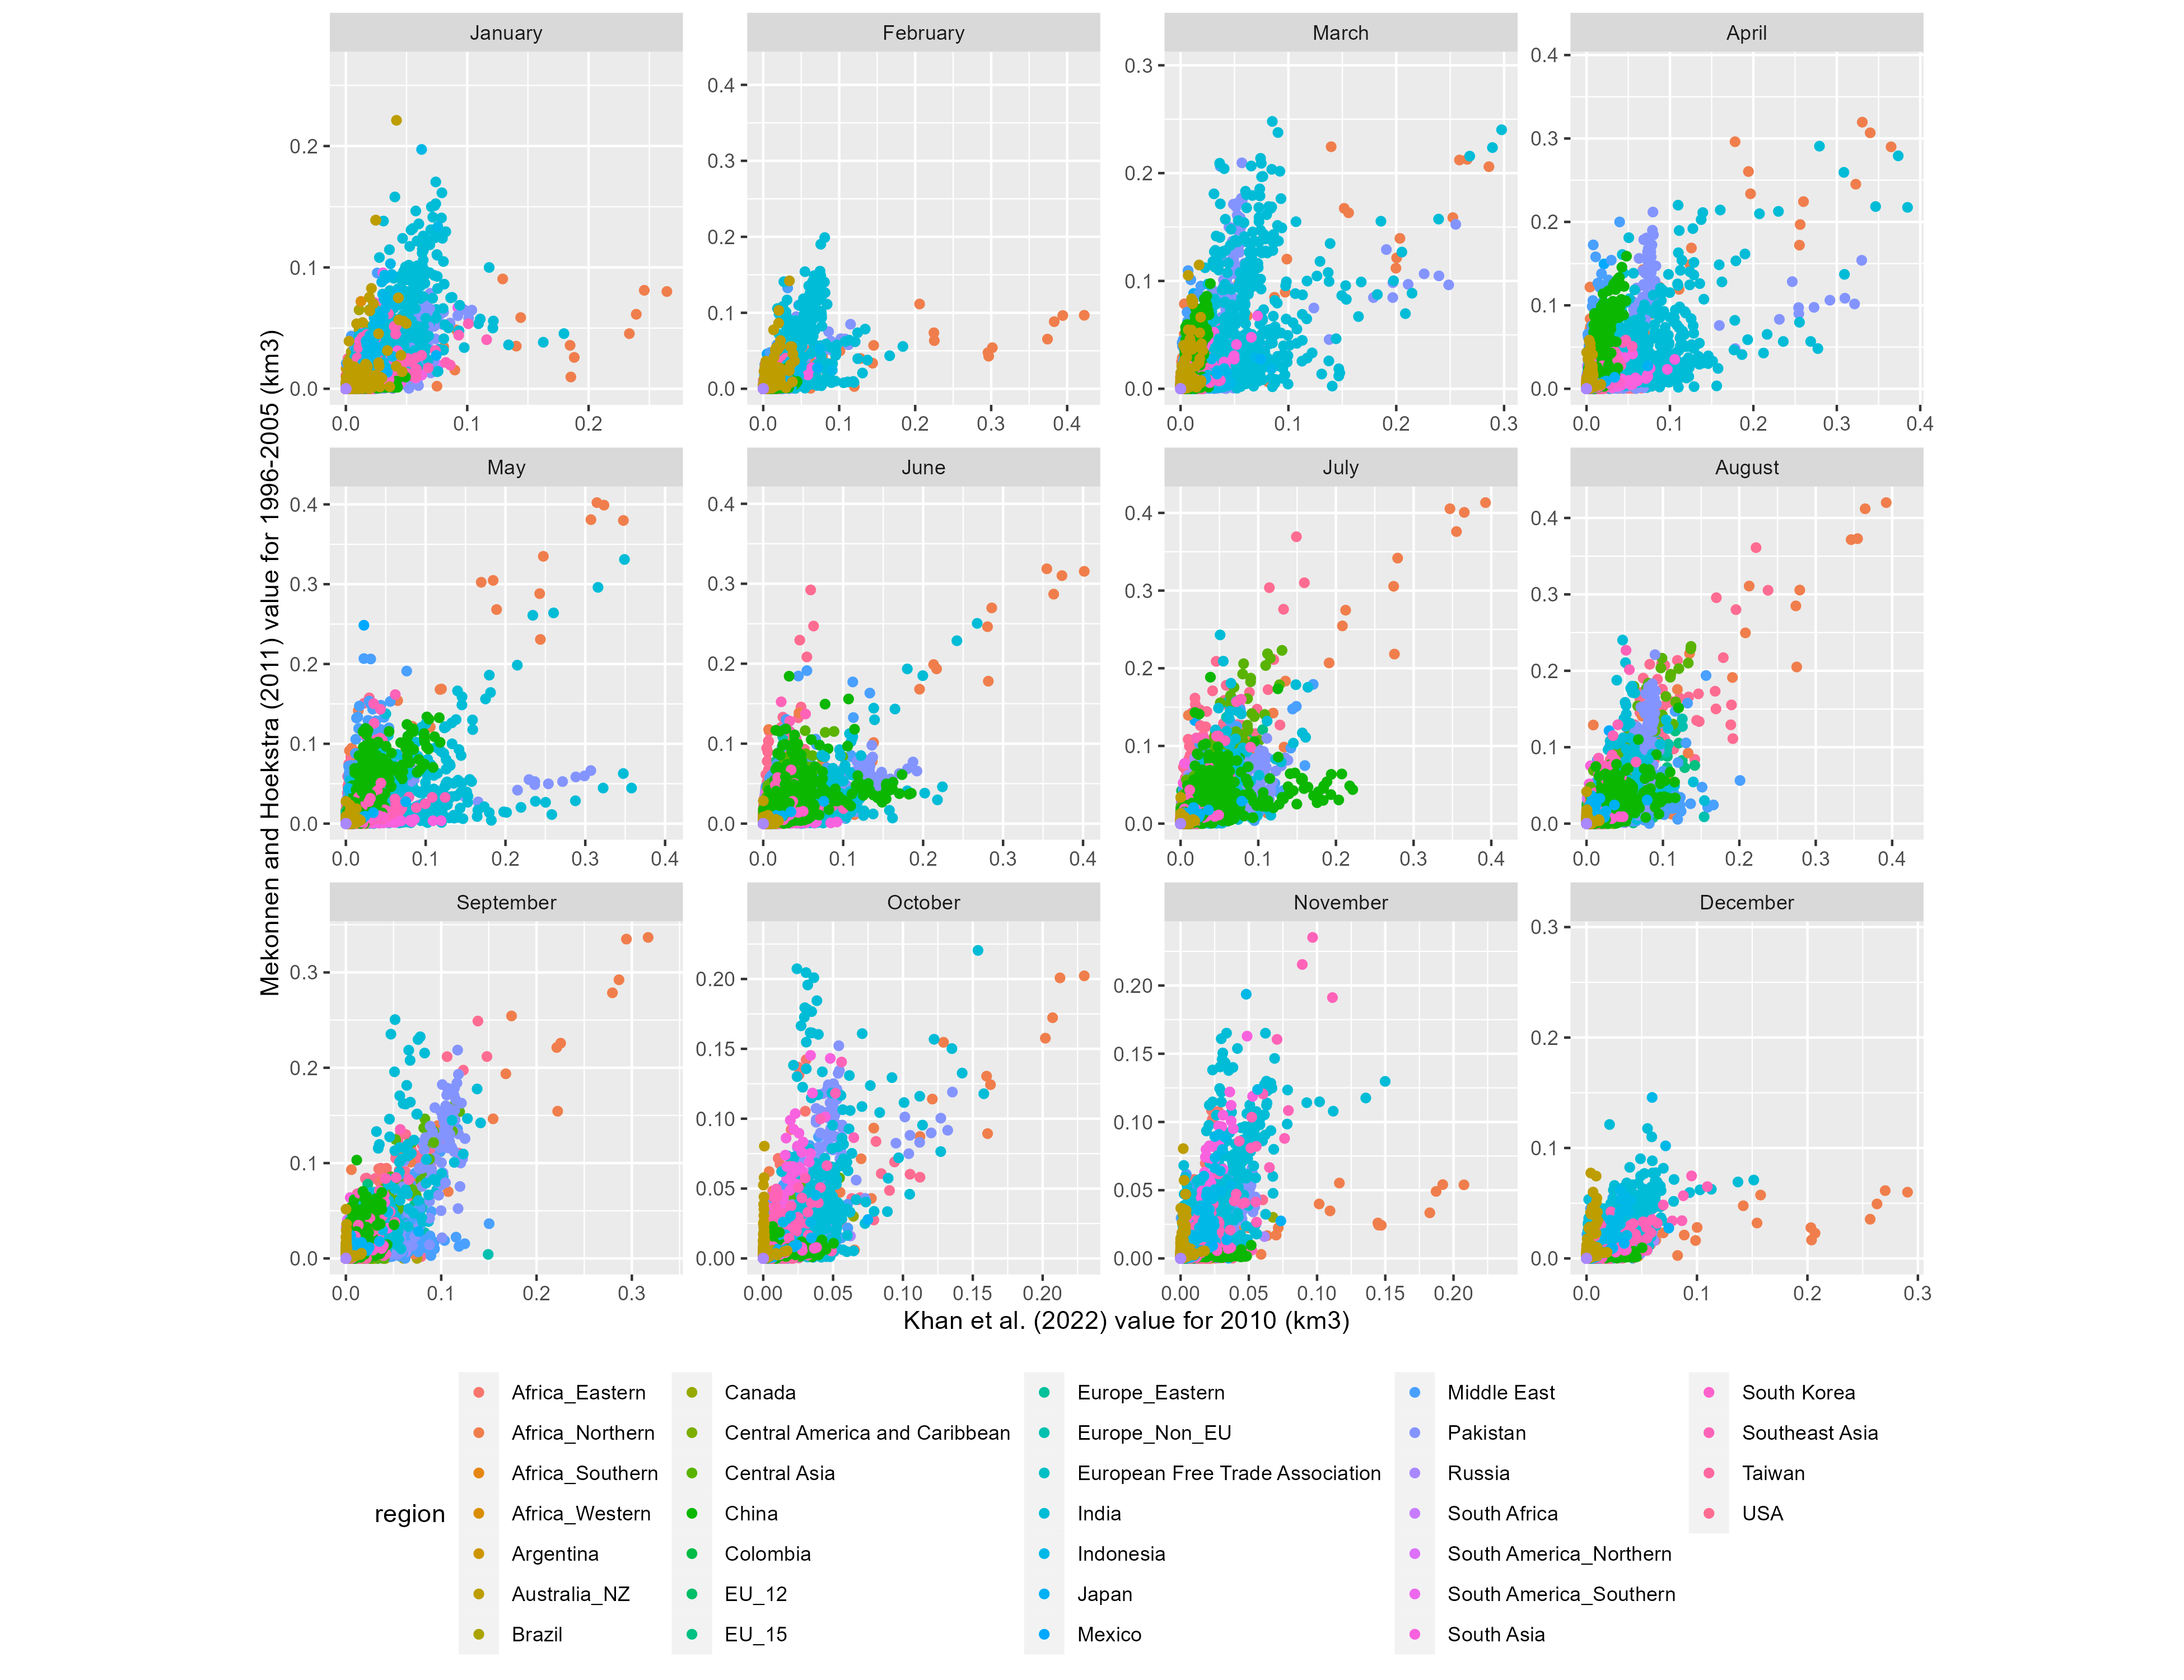 January February March April
0.2
0.1
0.0
0.0 0.1 0.2
0.4
0.3
0.2
0.1
0.0
0.0 0.1 0.2 0.3 0.4
0.3
0.2
0.1
0.0
0.0 0.1 0.2 0.3
0.4
0.3
0.2
0.1
0.0
0.0 0.1 0.2 0.3 0.4
May June July August
0.4
0.3
0.2
0.1
0.0
0.0 0.1 0.2 0.3 0.4
0.4
0.3
0.2
0.1
0.0
0.0 0.1 0.2 0.3 0.4
0.4
0.3
0.2
0.1
0.0
0.0 0.1 0.2 0.3 0.4
0.4
0.3
0.2
0.1
0.0
0.0 0.1 0.2 0.3 0.4
September October November December
0.3
0.2
0.1
0.0
0.0 0.1 0.2 0.3
0.20
0.15
0.10
0.05
0.00
0.00 0.05 0.10 0.15 0.20
0.20
0.15
0.10
0.05
0.00
0.00 0.05 0.10 0.15 0.20
0.3
0.2
0.1
0.0
0.0 0.1 0.2 0.3
Mekonnen and Hoekstra (2011) value for 1996-2005 (km3)
Khan et al. (2022) value for 2010 (km3)
region
Africa_Eastern
Africa_Northern
Africa_Southern
Africa_Western
Argentina
Australia_NZ
Brazil
Canada
Central America and Caribbean
Central Asia
China
Colombia
EU_12
EU_15
Europe_Eastern
Europe_Non_EU
European Free Trade Association
India
Indonesia
Japan
Mexico
Middle East
Pakistan
Russia
South Africa
South America_Northern
South America_Southern
South Asia
South Korea
Southeast Asia
Taiwan
USA